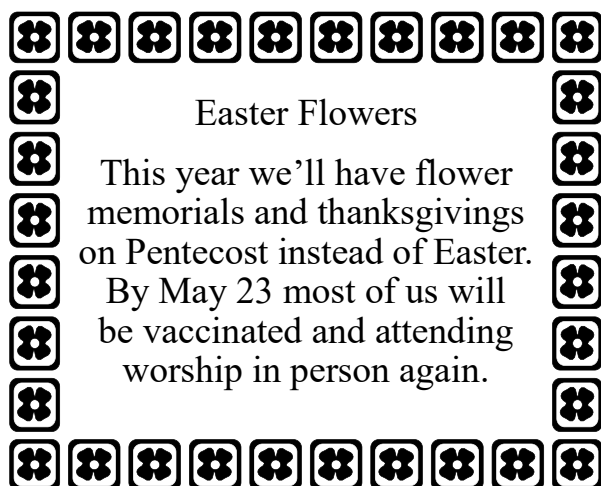 Easter Flowers
This year we’ll have flower
memorials and thanksgivings
on Pentecost instead of Easter.
By May 23 most of us will
be vaccinated and attending
worship in person again.